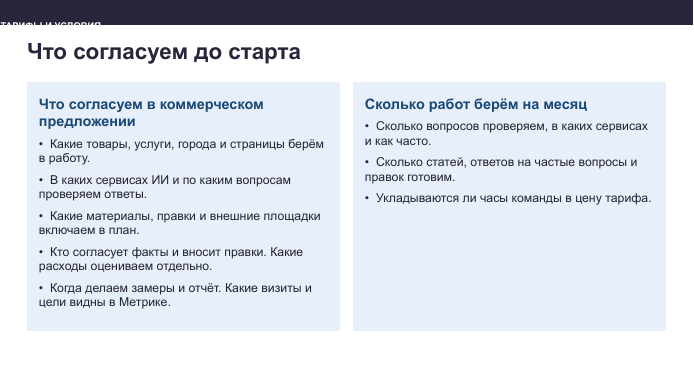 ТАРИФЫ И УСЛОВИЯ
Что согласуем до старта
Что согласуем в коммерческом
предложении
• Какие товары, услуги, города и страницы берём
в работу.
• В каких сервисах ИИ и по каким вопросам
проверяем ответы.
• Какие материалы, правки и внешние площадки
включаем в план.
• Кто согласует факты и вносит правки. Какие
расходы оцениваем отдельно.
• Когда делаем замеры и отчёт. Какие визиты и
цели видны в Метрике.
Сколько работ берём на месяц
• Сколько вопросов проверяем, в каких сервисах
и как часто.
• Сколько статей, ответов на частые вопросы и
правок готовим.
• Укладываются ли часы команды в цену тарифа.